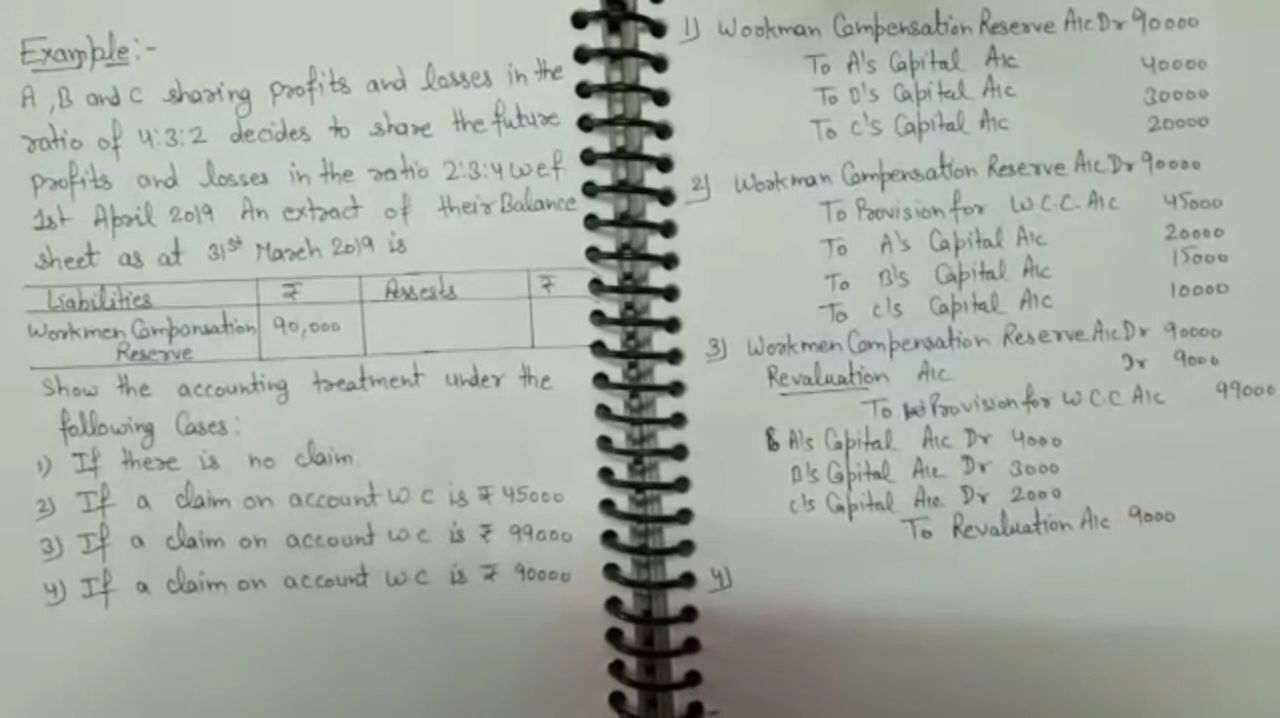 Example:-
A, B and C sharing profits and losses in the
ratio of 4:3:2 decides to share the future
profits and losses in the ratio 2:3:4 w e f
1st April 2019 An extract of their Balance
sheet as at 31st March 2019 is
Liabilities ₹ Assests ₹
Workmen Compansation 90,000
Reserve
Show the accounting treatment under the
following Cases:
1) If there is no claim
2) If a claim on account w c is ₹ 45000
3) If a claim on account w c is ₹ 99000
4) If a claim on account w c is ₹ 90000
1) Workman Compensation Reserve A/c Dr 90000
To A's Capital A/c 40000
To B's Capital A/c 30000
To C's Capital A/c 20000
2) Workman Compensation Reserve A/c Dr 90000
To Provision for W.C.C. A/c 45000
To A's Capital A/c 20000
To B's Capital A/c 15000
To C's Capital A/c 10000
3) Workmen Compensation Reserve A/c Dr 90000
Revaluation A/c Dr 9000
To Provision for W C C A/c 99000
A's Capital A/c Dr 4000
B's Capital A/c Dr 3000
C's Capital A/c Dr 2000
To Revaluation A/c 9000
4)